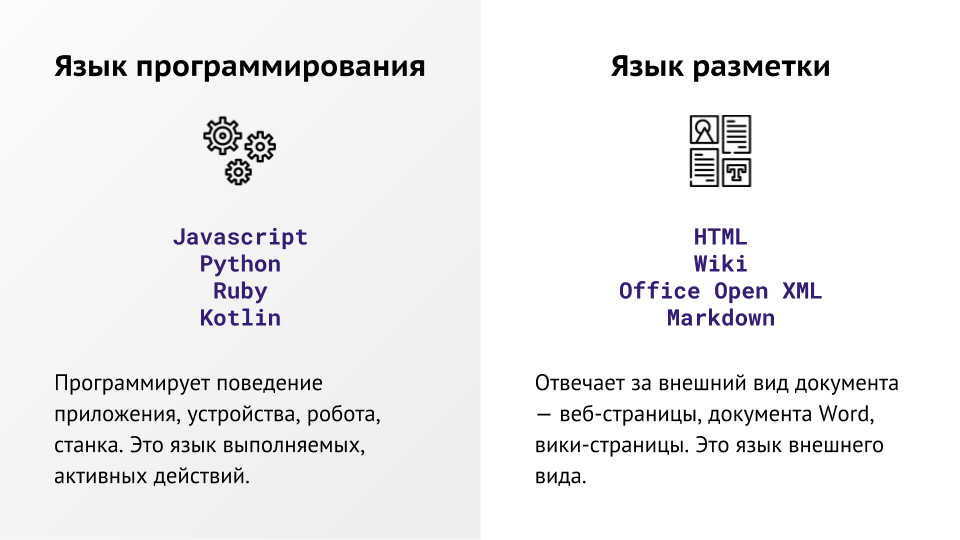 Язык программирования
Javascript
Python
Ruby
Kotlin
Программирует поведение
приложения, устройства, робота,
станка. Это язык выполняемых,
активных действий.
Язык разметки
HTML
Wiki
Office Open XML
Markdown
Отвечает за внешний вид документа
— веб-страницы, документа Word,
вики-страницы. Это язык внешнего
вида.